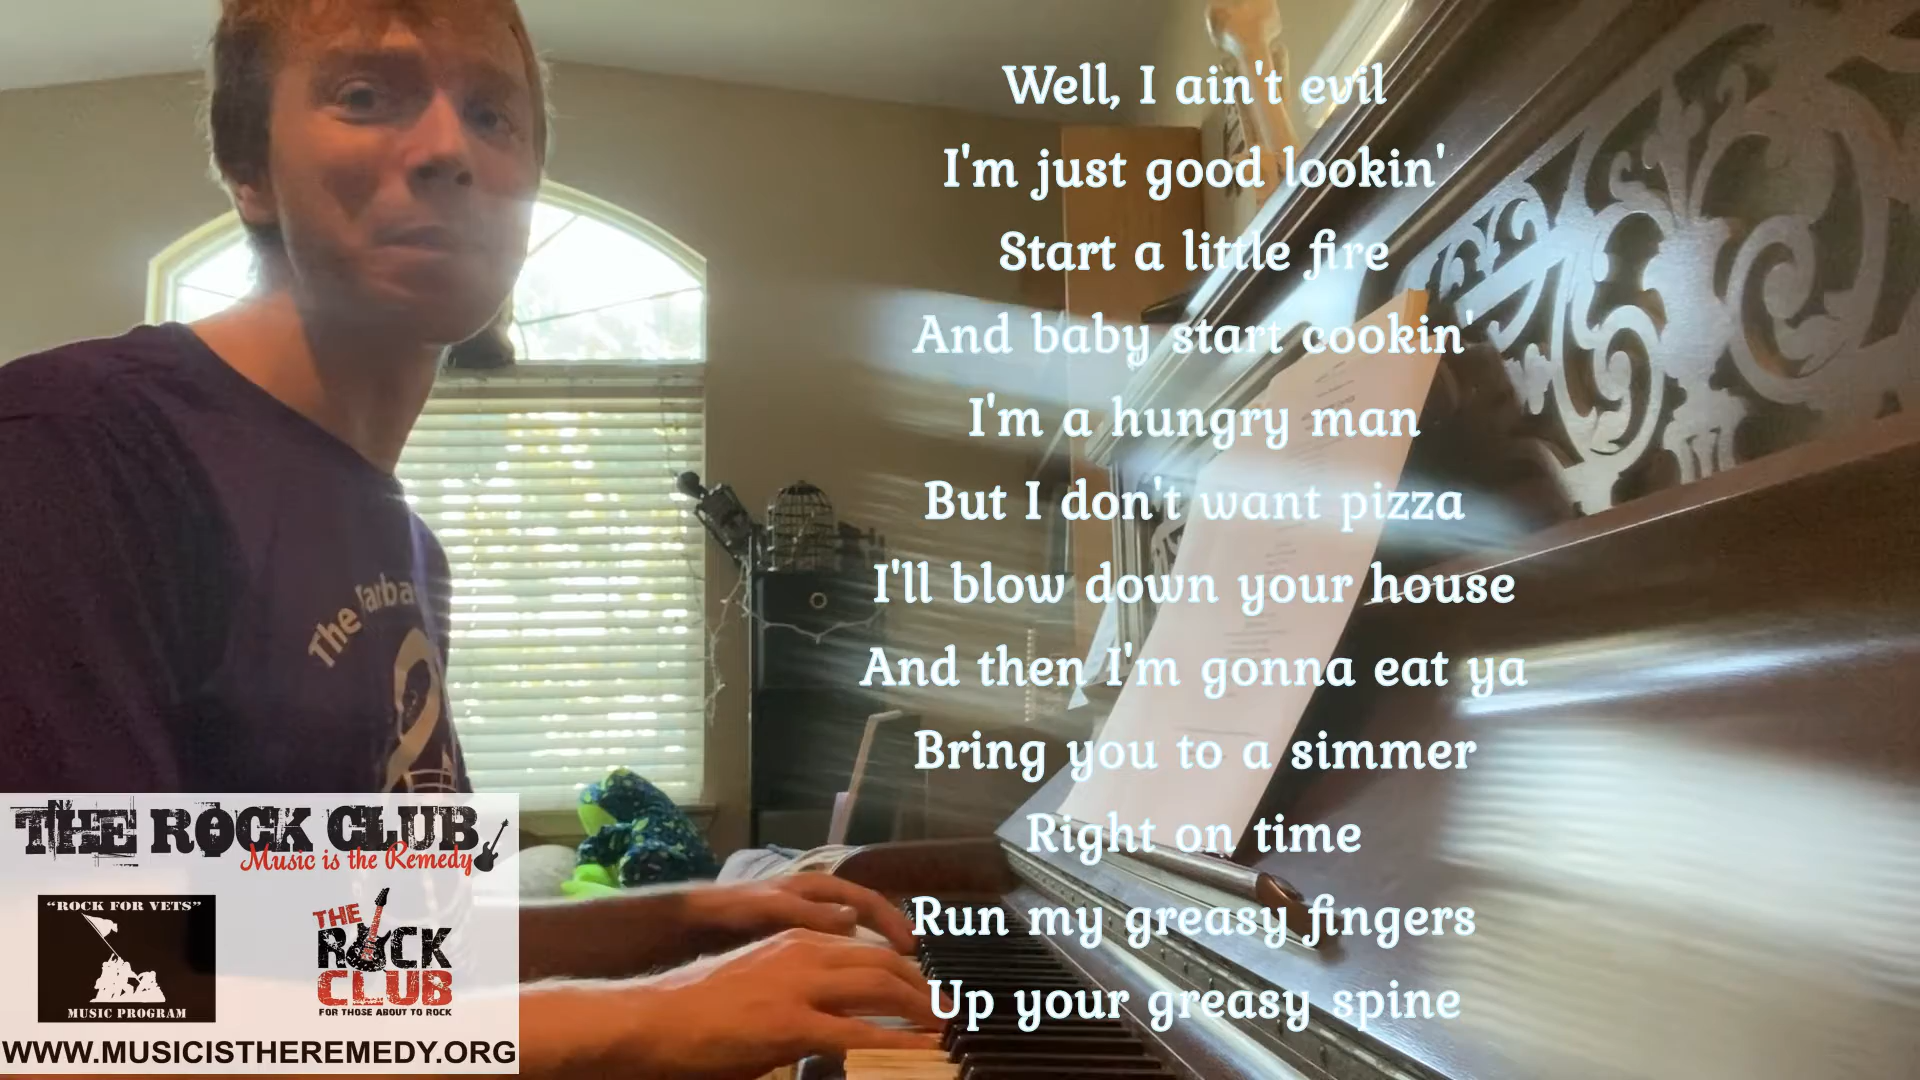 Well, I ain't evil
I'm just good lookin'
Start a little fire
And baby start cookin'
I'm a hungry man
But I don't want pizza
I'll blow down your house
And then I'm gonna eat ya
Bring you to a simmer
Right on time
Run my greasy fingers
Up your greasy spine
The
THE ROCK CLUB
Music is the Remedy
"ROCK FOR VETS"
MUSIC PROGRAM
THE
ROCK
CLUB
FOR THOSE ABOUT TO ROCK
WWW.MUSICISTHEREMEDY.ORG